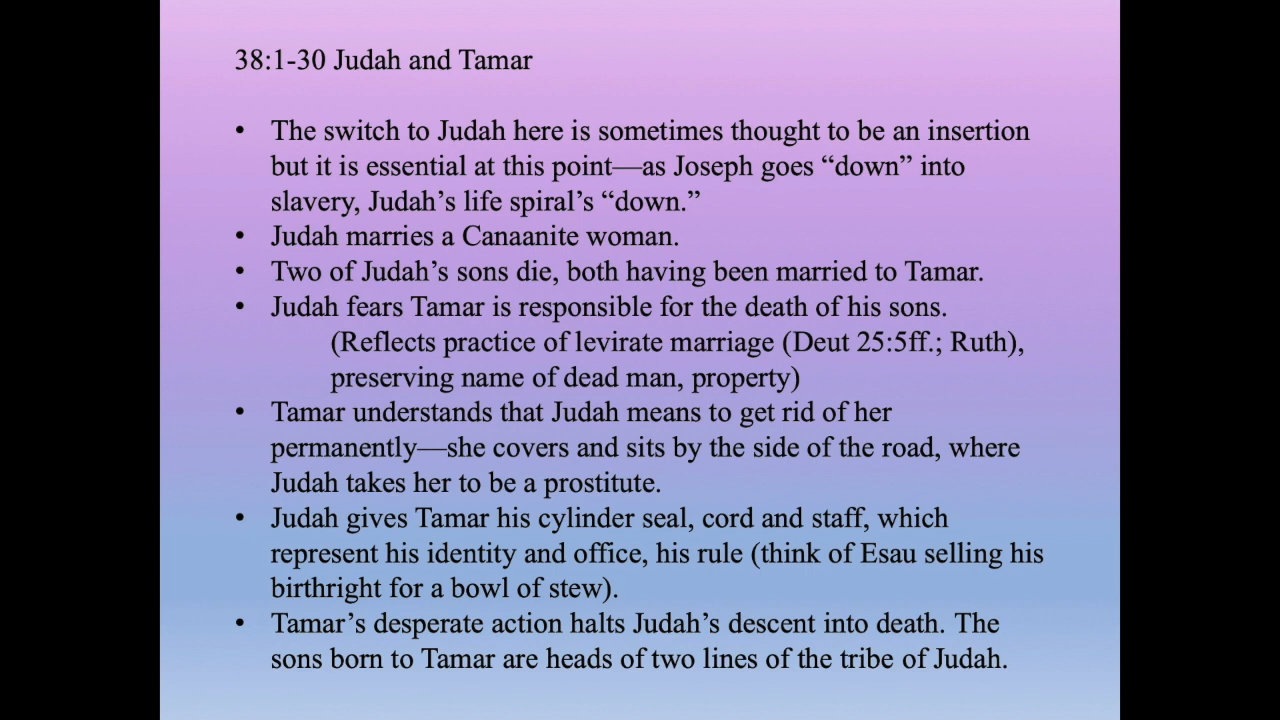 38:1-30 Judah and Tamar
• The switch to Judah here is sometimes thought to be an insertion
but it is essential at this point—as Joseph goes “down” into
slavery, Judah’s life spiral’s “down.”
• Judah marries a Canaanite woman.
• Two of Judah’s sons die, both having been married to Tamar.
• Judah fears Tamar is responsible for the death of his sons.
(Reflects practice of levirate marriage (Deut 25:5ff.; Ruth),
preserving name of dead man, property)
• Tamar understands that Judah means to get rid of her
permanently—she covers and sits by the side of the road, where
Judah takes her to be a prostitute.
• Judah gives Tamar his cylinder seal, cord and staff, which
represent his identity and office, his rule (think of Esau selling his
birthright for a bowl of stew).
• Tamar’s desperate action halts Judah’s descent into death. The
sons born to Tamar are heads of two lines of the tribe of Judah.